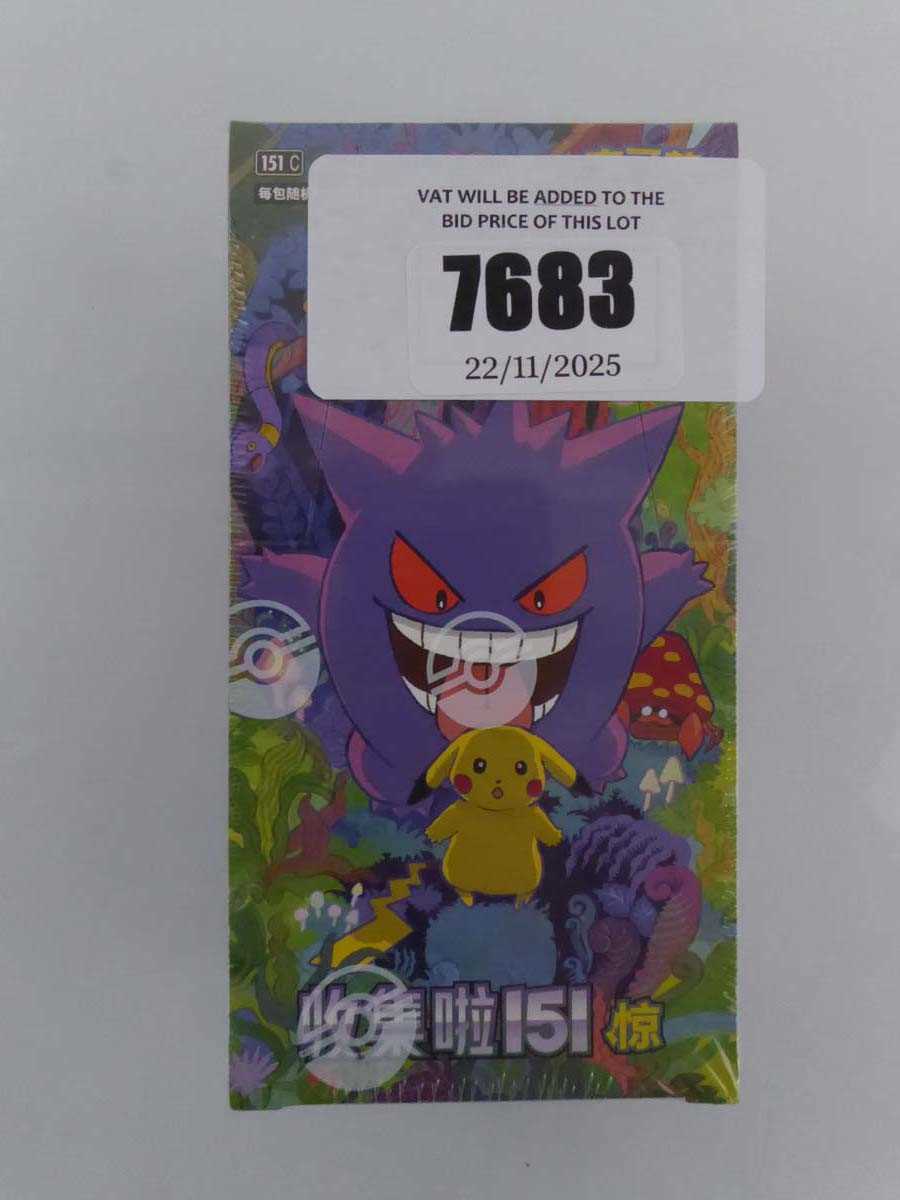 151 C
每包随机
VAT WILL BE ADDED TO THE
BID PRICE OF THIS LOT
7683
22/11/2025
收集啦151 惊